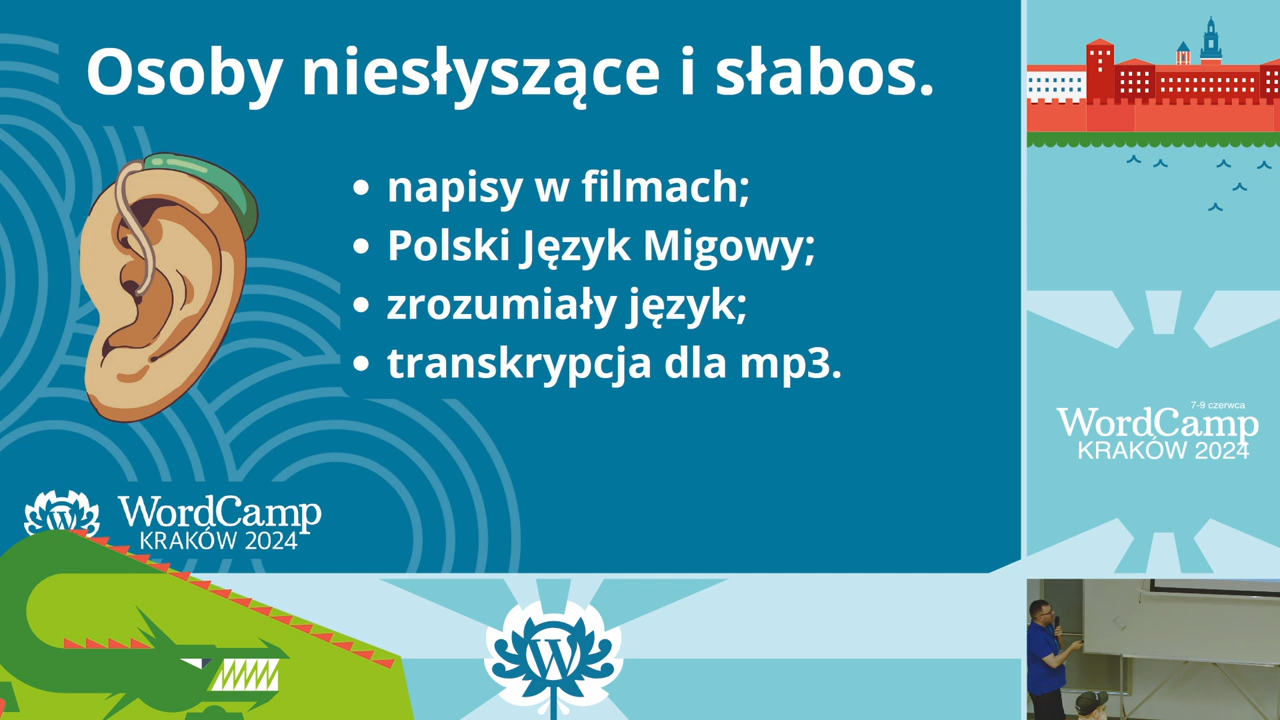 Osoby niesłyszące i słabos.
napisy w filmach;
Polski Język Migowy;
zrozumiały język;
transkrypcja dla mp3.
WordCamp
KRAKÓW 2024
7-9 czerwca
WordCamp
KRAKÓW 2024